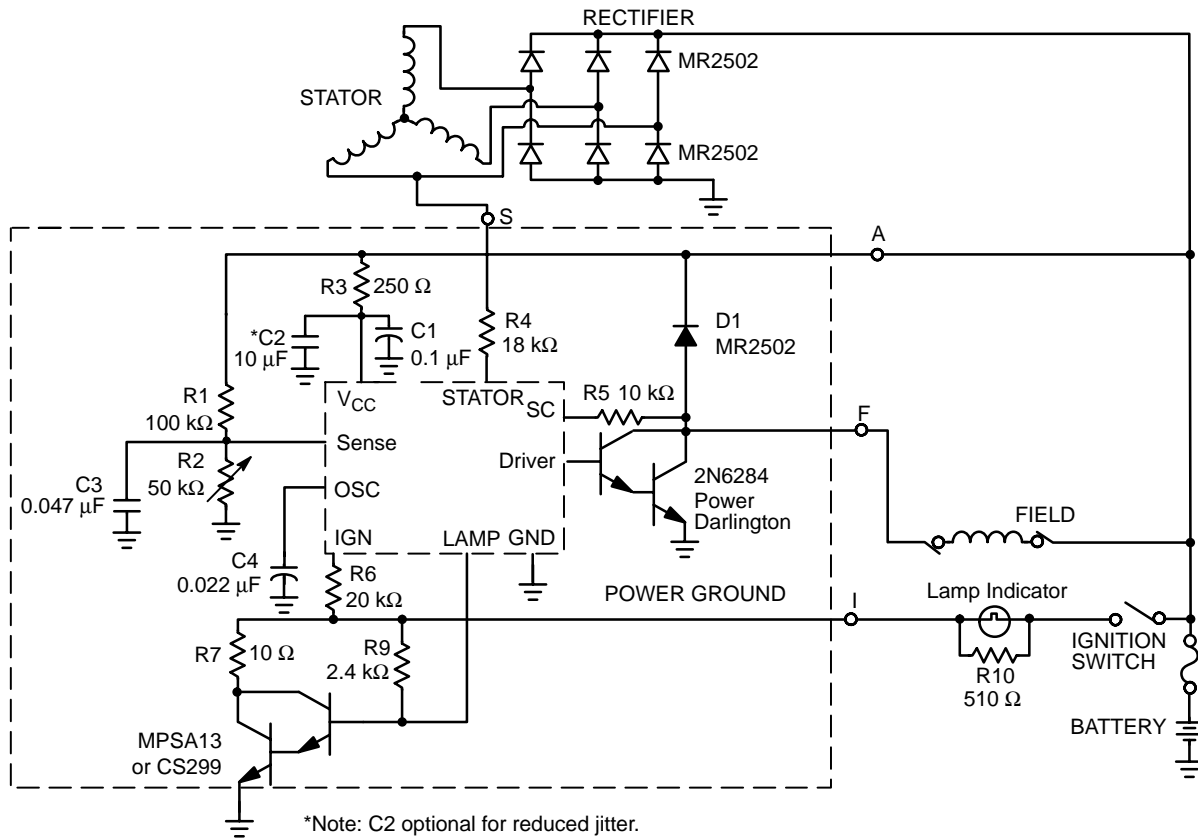 RECTIFIER
MR2502
STATOR
MR2502
S
A
R3
250 Ω
*C2
10 μF
C1
0.1 μF
R4
18 kΩ
D1
MR2502
R1
100 kΩ
VCC
STATOR
SC
R5 10 kΩ
F
Sense
R2
50 kΩ
Driver
C3
0.047 μF
OSC
2N6284
Power
Darlington
FIELD
IGN
LAMP
GND
C4
0.022 μF
R6
20 kΩ
POWER GROUND
I
Lamp Indicator
R7
10 Ω
R9
2.4 kΩ
R10
510 Ω
IGNITION
SWITCH
MPSA13
or CS299
BATTERY
*Note: C2 optional for reduced jitter.